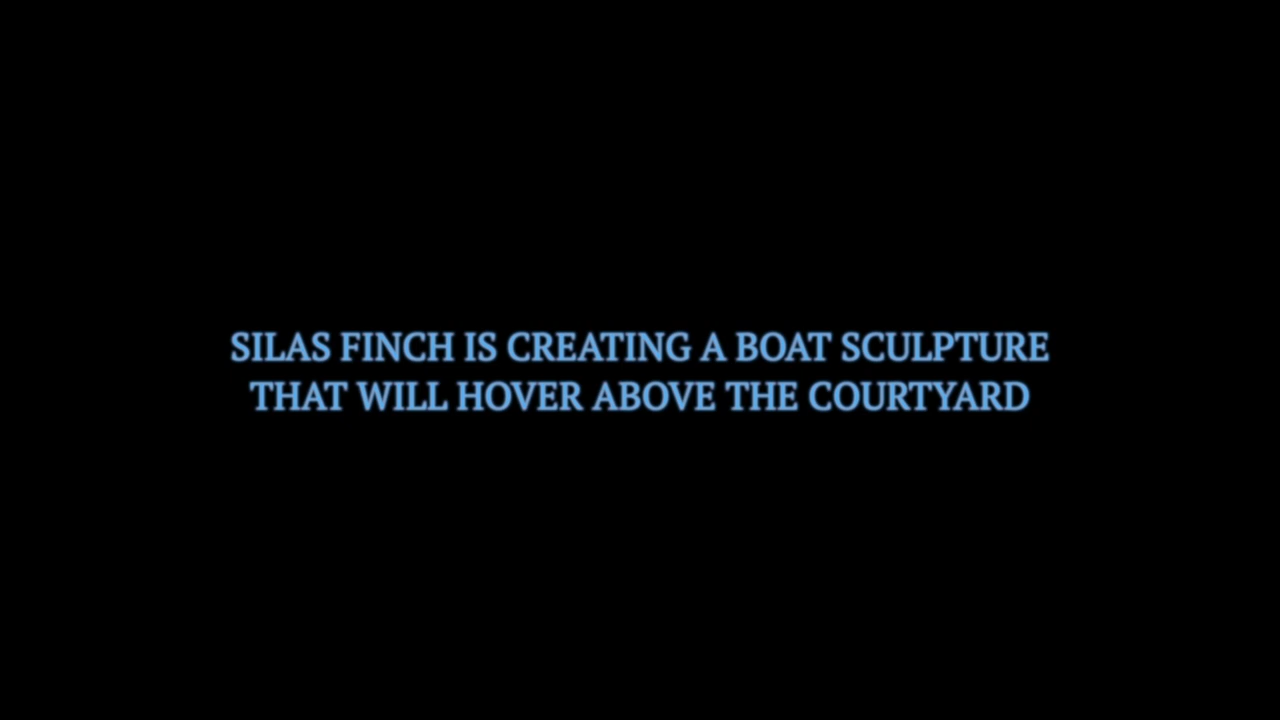 SILAS FINCH IS CREATING A BOAT SCULPTURE
THAT WILL HOVER ABOVE THE COURTYARD